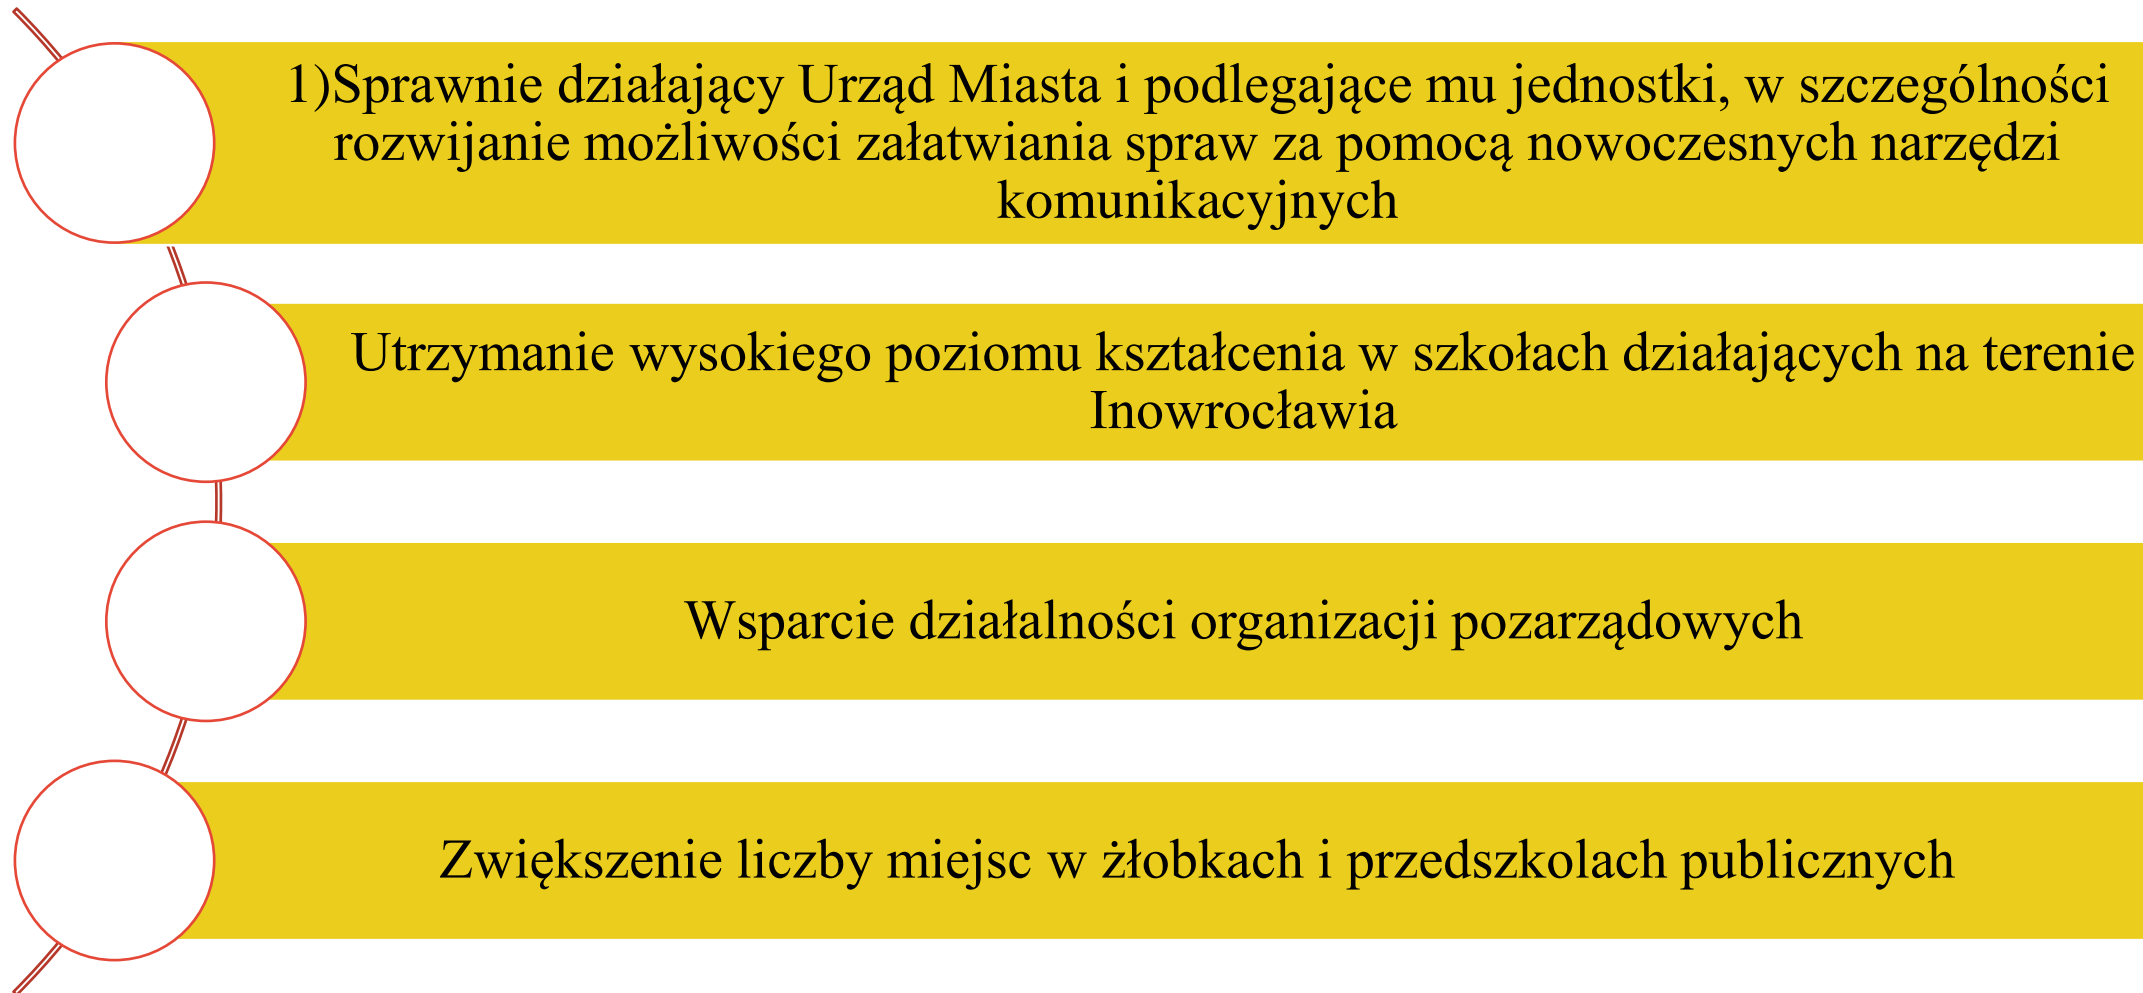 1)Sprawnie działający Urząd Miasta i podlegające mu jednostki, w szczególności
rozwijanie możliwości załatwiania spraw za pomocą nowoczesnych narzędzi
komunikacyjnych
Utrzymanie wysokiego poziomu kształcenia w szkołach działających na terenie
Inowrocławia
Wsparcie działalności organizacji pozarządowych
Zwiększenie liczby miejsc w żłobkach i przedszkolach publicznych